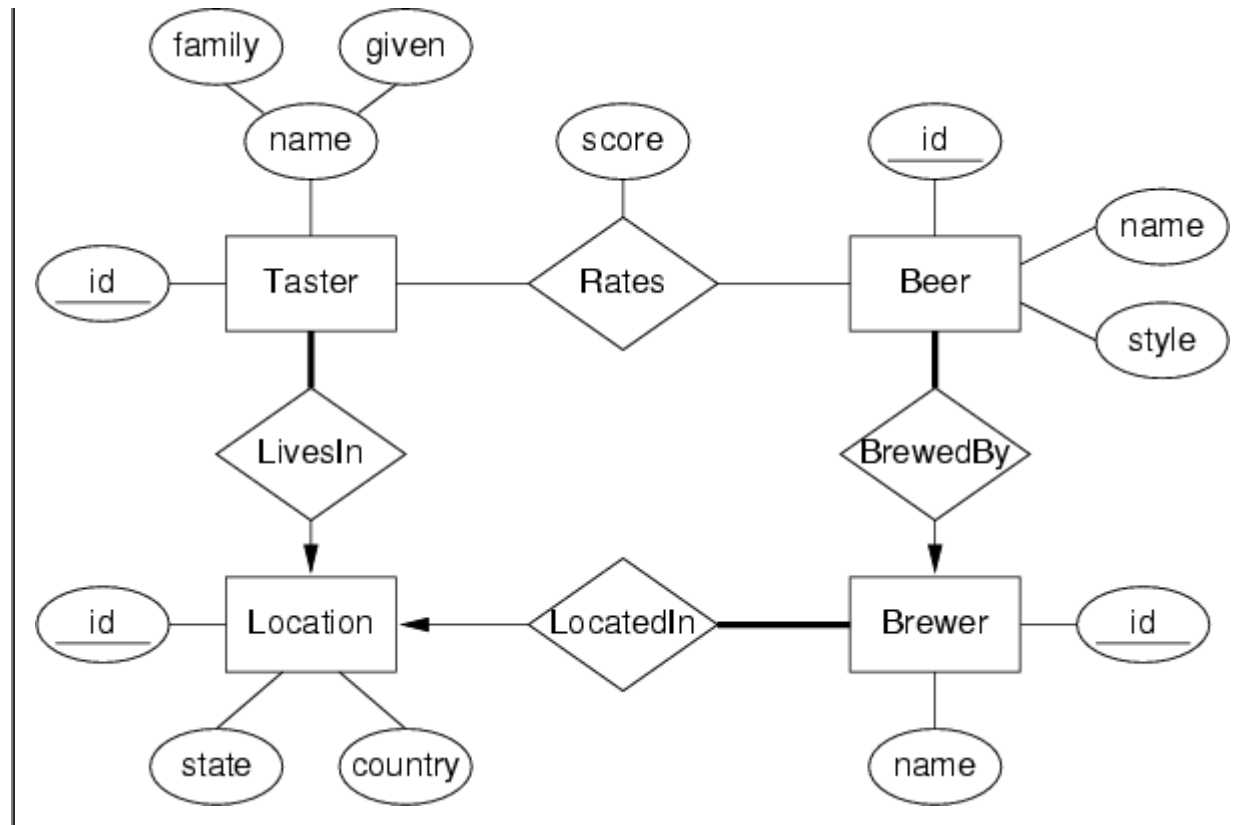 family
given
name
score
id
name
id
Taster
Rates
Beer
style
LivesIn
BrewedBy
id
Location
LocatedIn
Brewer
id
state
country
name